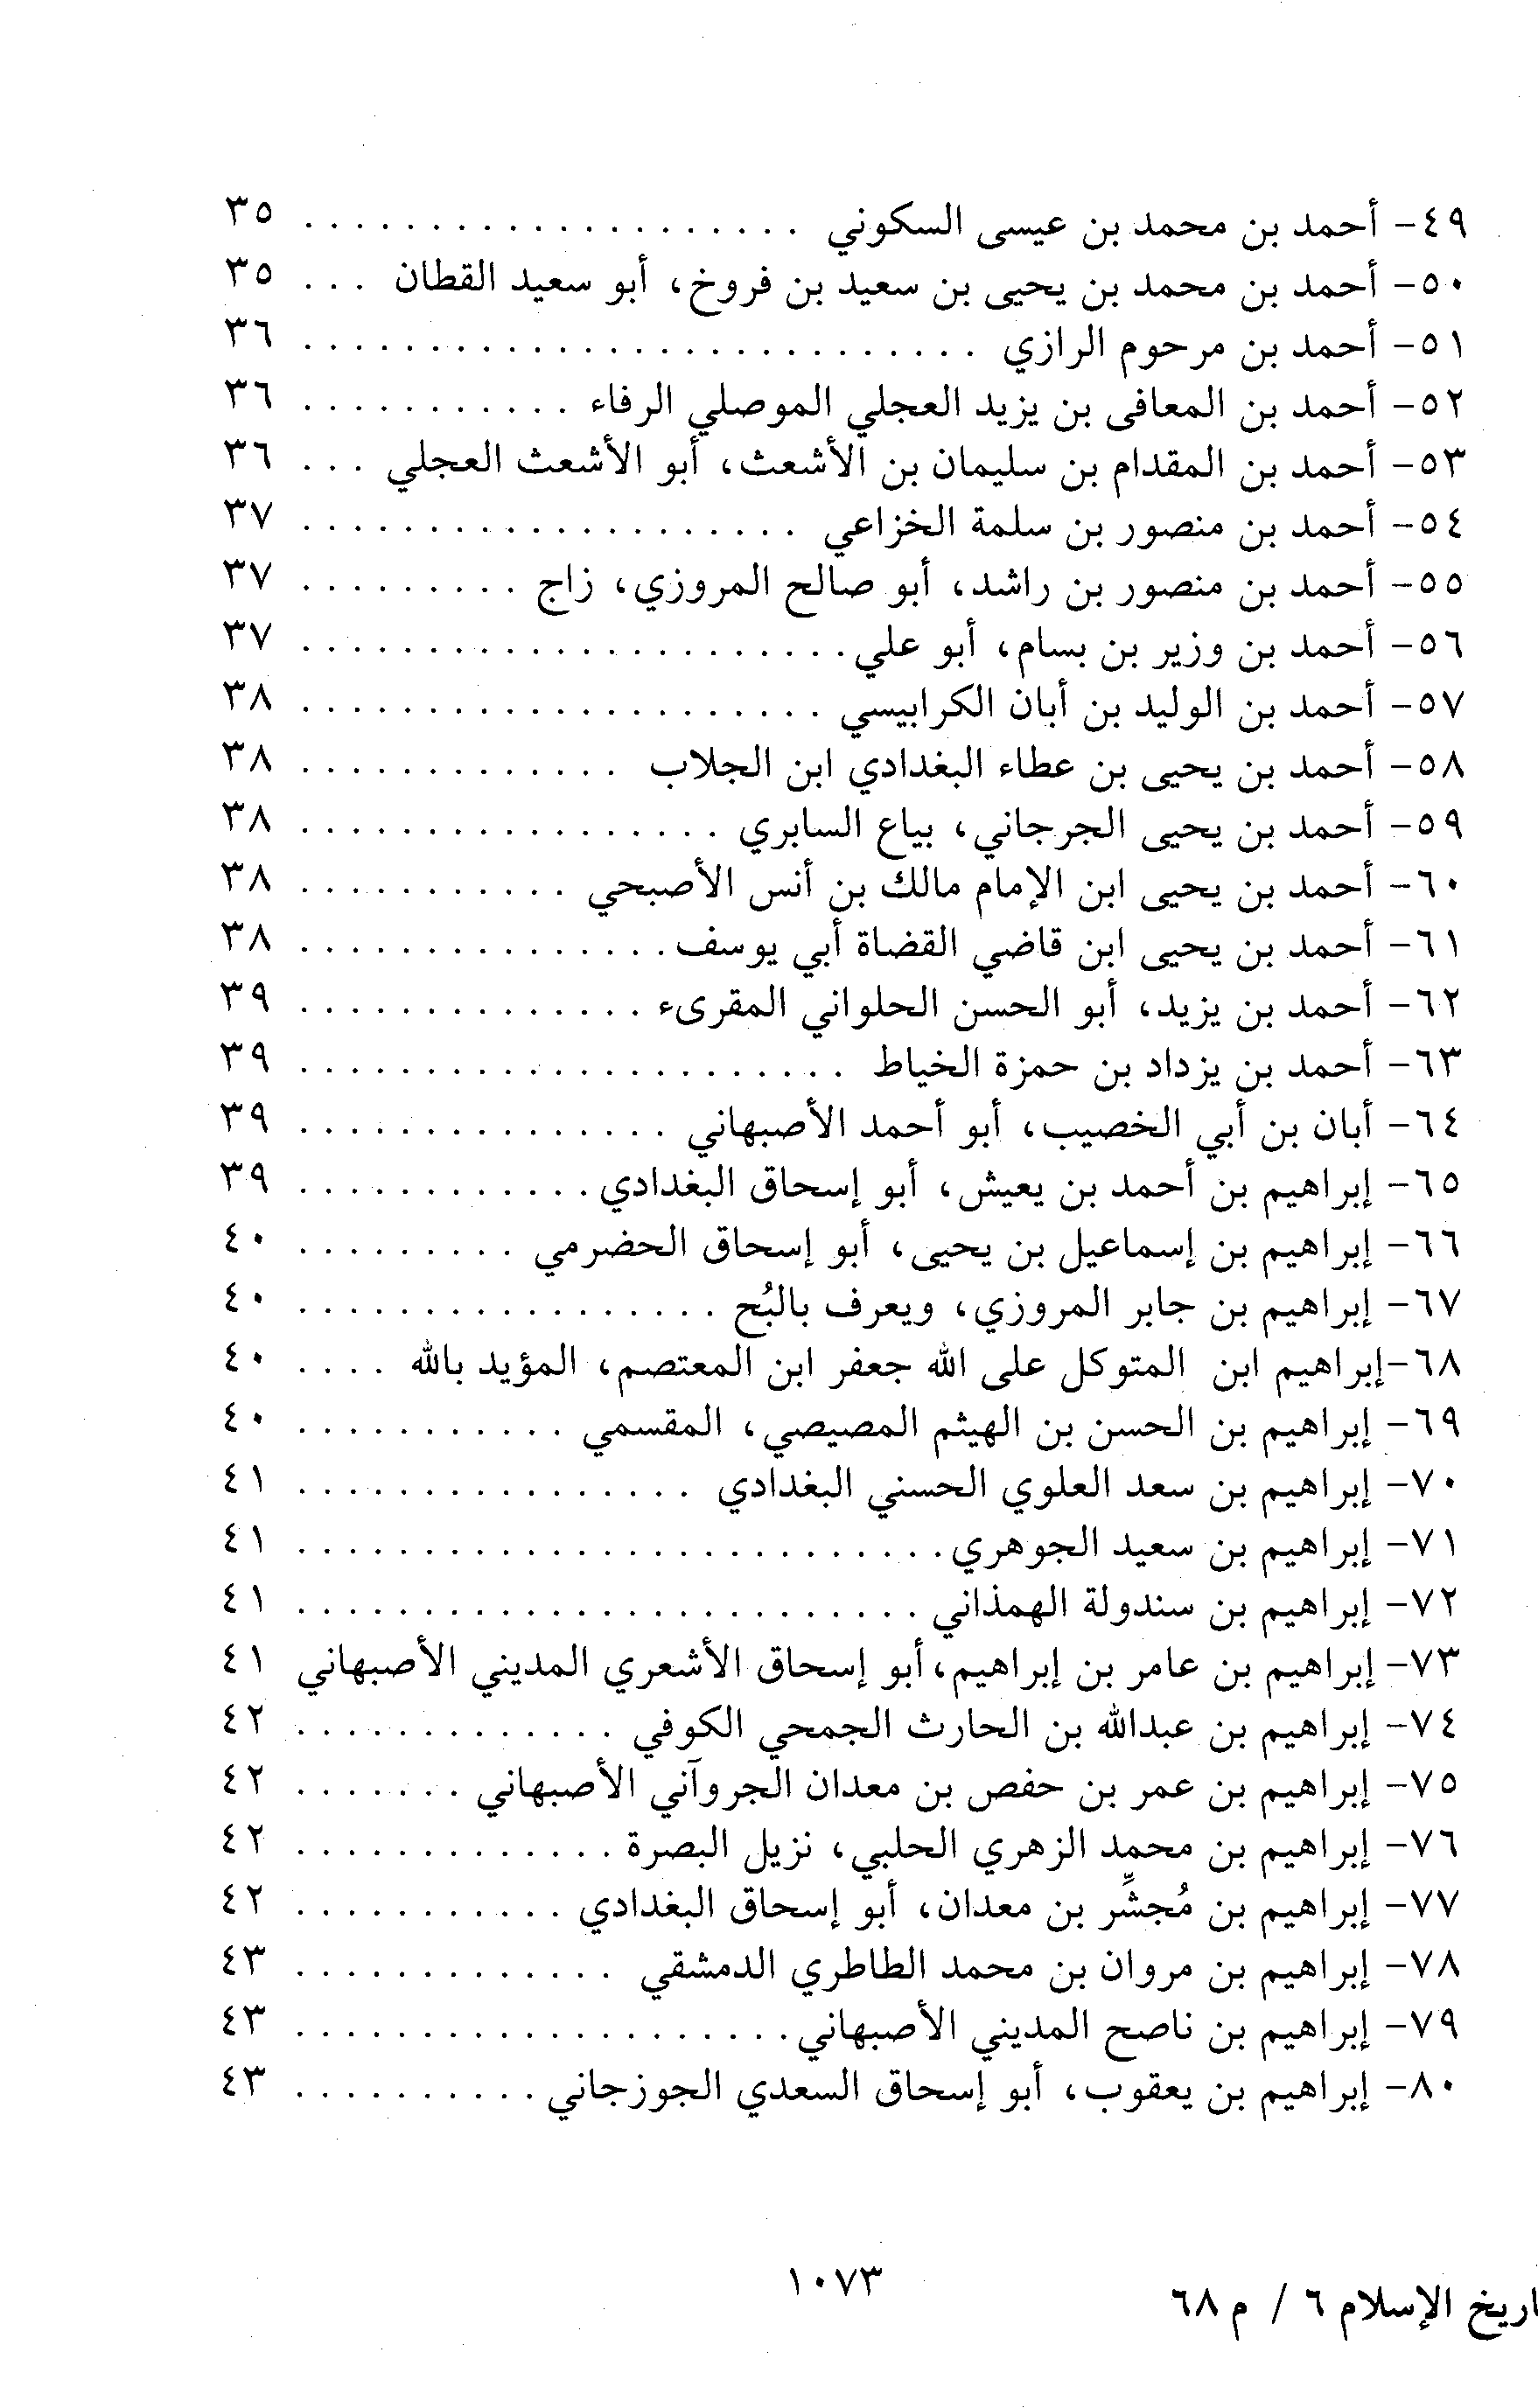 ٤٩- أحمد بن محمد بن عيسى السكوني . . . . . . . . . . . . . . . . . . . . ٣٥
٥٠- أحمد بن محمد بن يحيى بن سعيد بن فروخ، أبو سعيد القطان . . . ٣٥
٥١- أحمد بن مرحوم الرازي . . . . . . . . . . . . . . . . . . . . . . . . . . . ٣٦
٥٢- أحمد بن المعافى بن يزيد العجلي الموصلي الرفاء . . . . . . . . . . . ٣٦
٥٣- أحمد بن المقدام بن سليمان بن الأشعث، أبو الأشعث العجلي . . . ٣٦
٥٤- أحمد بن منصور بن سلمة الخزاعي . . . . . . . . . . . . . . . . . . . . ٣٧
٥٥- أحمد بن منصور بن راشد، أبو صالح المروزي، زاج . . . . . . . . . ٣٧
٥٦- أحمد بن وزير بن بسام، أبو علي . . . . . . . . . . . . . . . . . . . . . . ٣٧
٥٧- أحمد بن الوليد بن أبان الكرابيسي . . . . . . . . . . . . . . . . . . . . . ٣٨
٥٨- أحمد بن يحيى بن عطاء البغدادي ابن الجلاب . . . . . . . . . . . . . ٣٨
٥٩- أحمد بن يحيى الجرجاني، بياع السابري . . . . . . . . . . . . . . . . . ٣٨
٦٠- أحمد بن يحيى ابن الإمام مالك بن أنس الأصبحي . . . . . . . . . . . ٣٨
٦١- أحمد بن يحيى ابن قاضي القضاة أبي يوسف . . . . . . . . . . . . . . . ٣٨
٦٢- أحمد بن يزيد، أبو الحسن الحلواني المقرىء . . . . . . . . . . . . . . ٣٩
٦٣- أحمد بن يزداد بن حمزة الخياط . . . . . . . . . . . . . . . . . . . . . . ٣٩
٦٤- أبان بن أبي الخصيب، أبو أحمد الأصبهاني . . . . . . . . . . . . . . . ٣٩
٦٥- إبراهيم بن أحمد بن يعيش، أبو إسحاق البغدادي . . . . . . . . . . . . ٣٩
٦٦- إبراهيم بن إسماعيل بن يحيى، أبو إسحاق الحضرمي . . . . . . . . . ٤٠
٦٧- إبراهيم بن جابر المروزي، ويعرف بالبُح . . . . . . . . . . . . . . . . . ٤٠
٦٨-إبراهيم ابن المتوكل على الله جعفر ابن المعتصم، المؤيد بالله . . . . ٤٠
٦٩- إبراهيم بن الحسن بن الهيثم المصيصي، المقسمي . . . . . . . . . . . ٤٠
٧٠- إبراهيم بن سعد العلوي الحسني البغدادي . . . . . . . . . . . . . . . . ٤١
٧١- إبراهيم بن سعيد الجوهري . . . . . . . . . . . . . . . . . . . . . . . . . . ٤١
٧٢- إبراهيم بن سندولة الهمذاني . . . . . . . . . . . . . . . . . . . . . . . . . ٤١
٧٣- إبراهيم بن عامر بن إبراهيم،أبو إسحاق الأشعري المديني الأصبهاني ٤١
٧٤- إبراهيم بن عبدالله بن الحارث الجمحي الكوفي . . . . . . . . . . . . . ٤٢
٧٥- إبراهيم بن عمر بن حفص بن معدان الجروآني الأصبهاني . . . . . . . ٤٢
٧٦- إبراهيم بن محمد الزهري الحلبي، نزيل البصرة . . . . . . . . . . . . . ٤٢
٧٧- إبراهيم بن مُجشِّر بن معدان، أبو إسحاق البغدادي . . . . . . . . . . . ٤٢
٧٨- إبراهيم بن مروان بن محمد الطاطري الدمشقي . . . . . . . . . . . . . ٤٣
٧٩- إبراهيم بن ناصح المديني الأصبهاني . . . . . . . . . . . . . . . . . . . . ٤٣
٨٠- إبراهيم بن يعقوب، أبو إسحاق السعدي الجوزجاني . . . . . . . . . . ٤٣
١٠٧٣
اريخ الإسلام ٦ / م ٦٨